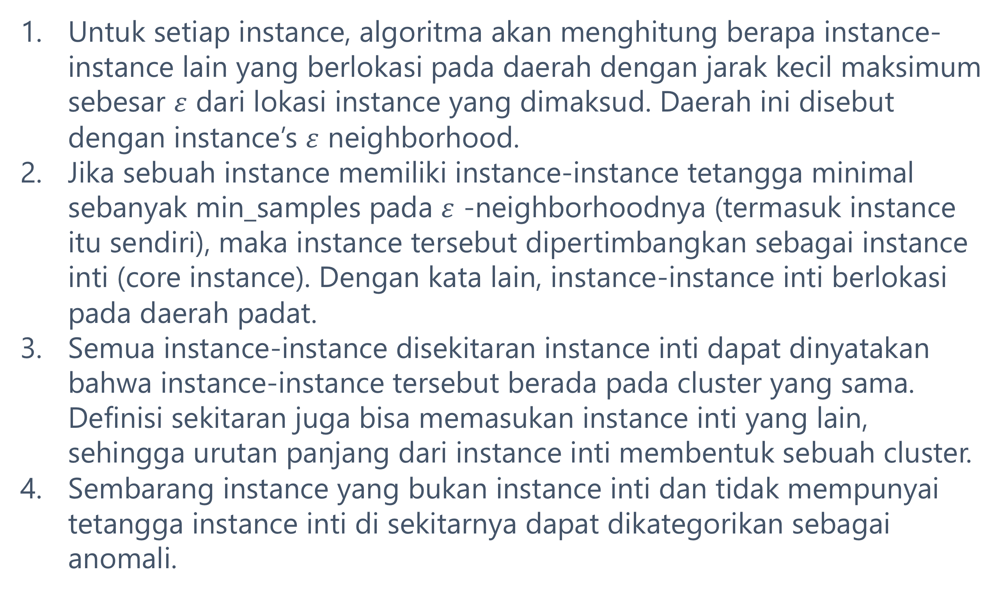 1. Untuk setiap instance, algoritma akan menghitung berapa instance-
instance lain yang berlokasi pada daerah dengan jarak kecil maksimum
sebesar ε dari lokasi instance yang dimaksud. Daerah ini disebut
dengan instance‘s ε neighborhood.
2. Jika sebuah instance memiliki instance-instance tetangga minimal
sebanyak min_samples pada ε -neighborhoodnya (termasuk instance
itu sendiri), maka instance tersebut dipertimbangkan sebagai instance
inti (core instance). Dengan kata lain, instance-instance inti berlokasi
pada daerah padat.
3. Semua instance-instance disekitaran instance inti dapat dinyatakan
bahwa instance-instance tersebut berada pada cluster yang sama.
Definisi sekitaran juga bisa memasukan instance inti yang lain,
sehingga urutan panjang dari instance inti membentuk sebuah cluster.
4. Sembarang instance yang bukan instance inti dan tidak mempunyai
tetangga instance inti di sekitarnya dapat dikategorikan sebagai
anomali.